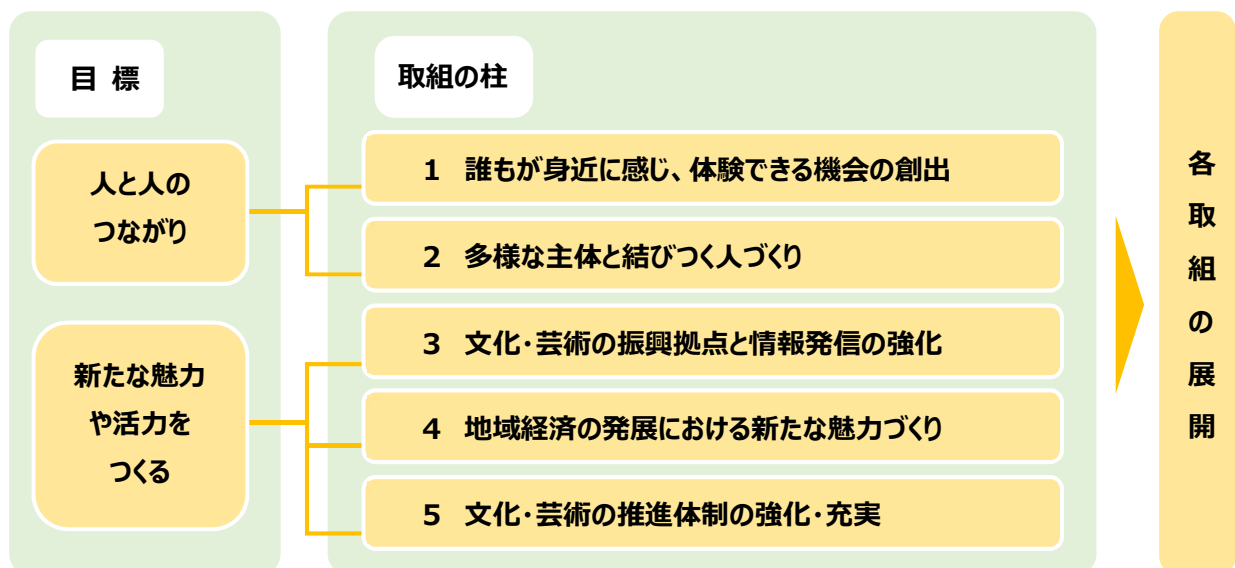 目 標
人と人の
つながり
新たな魅力
や活力を
つくる
取組の柱
1 誰もが身近に感じ、体験できる機会の創出
2 多様な主体と結びつく人づくり
3 文化・芸術の振興拠点と情報発信の強化
4 地域経済の発展における新たな魅力づくり
5 文化・芸術の推進体制の強化・充実
各取組の展開